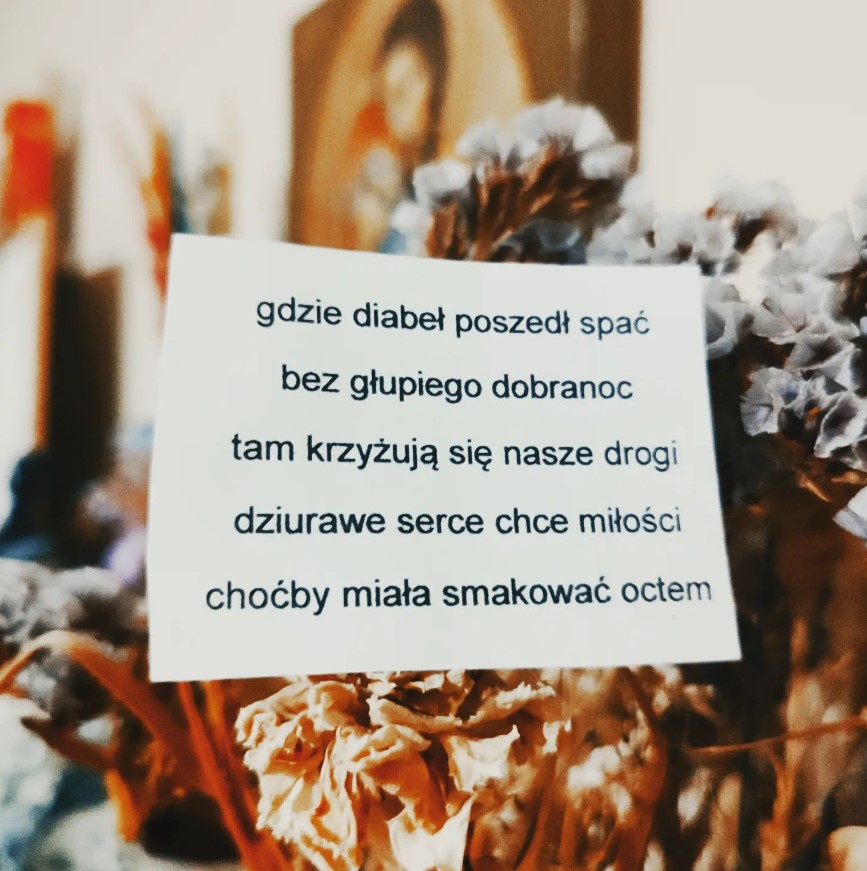 gdzie diabeł poszedł spać
bez głupiego dobranoc
tam krzyżują się nasze drogi
dziurawe serce chce miłości
choćby miała smakować octem